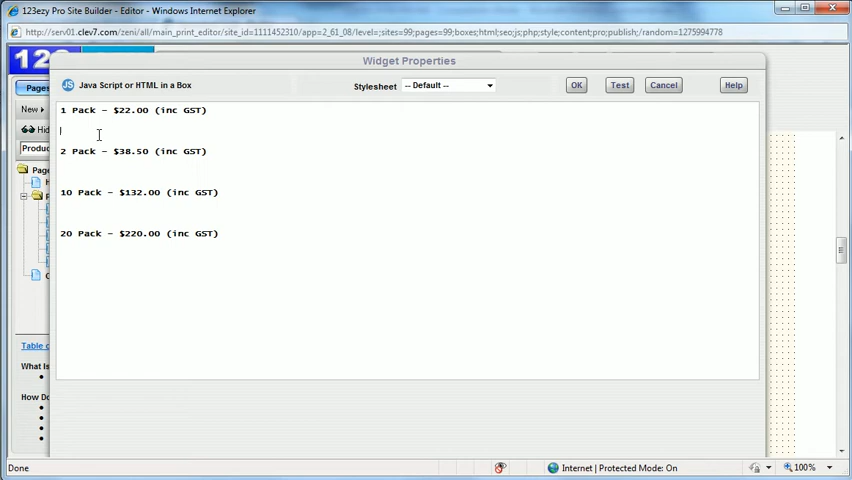 123ezy Pro Site Builder - Editor - Windows Internet Explorer
http://serv01.clev7.com/zeni/all/main_print_editor/site_id=1111452310/app=2_61_08/level=,;sites=99;pages=99;boxes;html;seo;js;php;style;content;pro;publish;/random=1275994778
Widget Properties
JS Java Script or HTML in a Box
Stylesheet -- Default --
OK Test Cancel Help
1 Pack - $22.00 (inc GST)
2 Pack - $38.50 (inc GST)
10 Pack - $132.00 (inc GST)
20 Pack - $220.00 (inc GST)
Pages
New
Hid
Produc
Page
Table o
What Is
How Do
Done
Internet | Protected Mode: On
100%